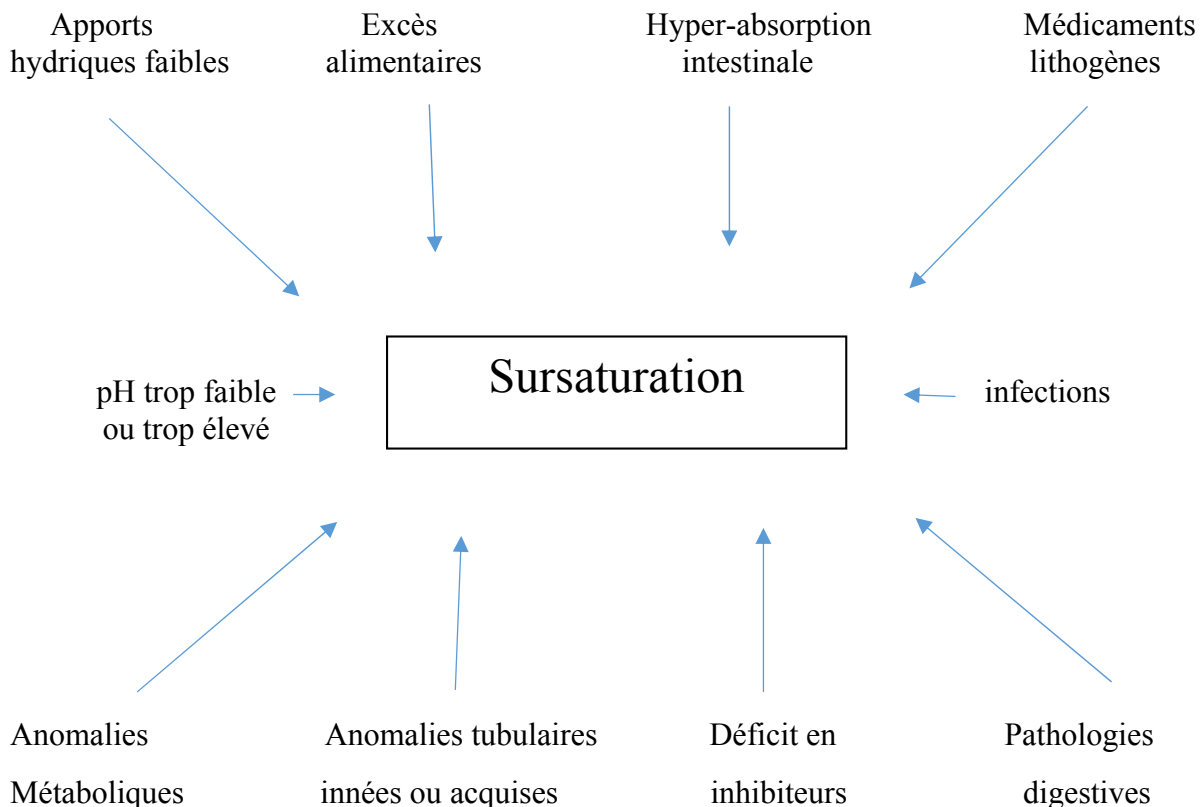 Apports
hydriques faibles
Excès
alimentaires
Hyper-absorption
intestinale
Médicaments
lithogènes
Sursaturation
pH trop faible
ou trop élevé
infections
Anomalies
Métaboliques
Anomalies tubulaires
innées ou acquises
Déficit en
inhibiteurs
Pathologies
digestives